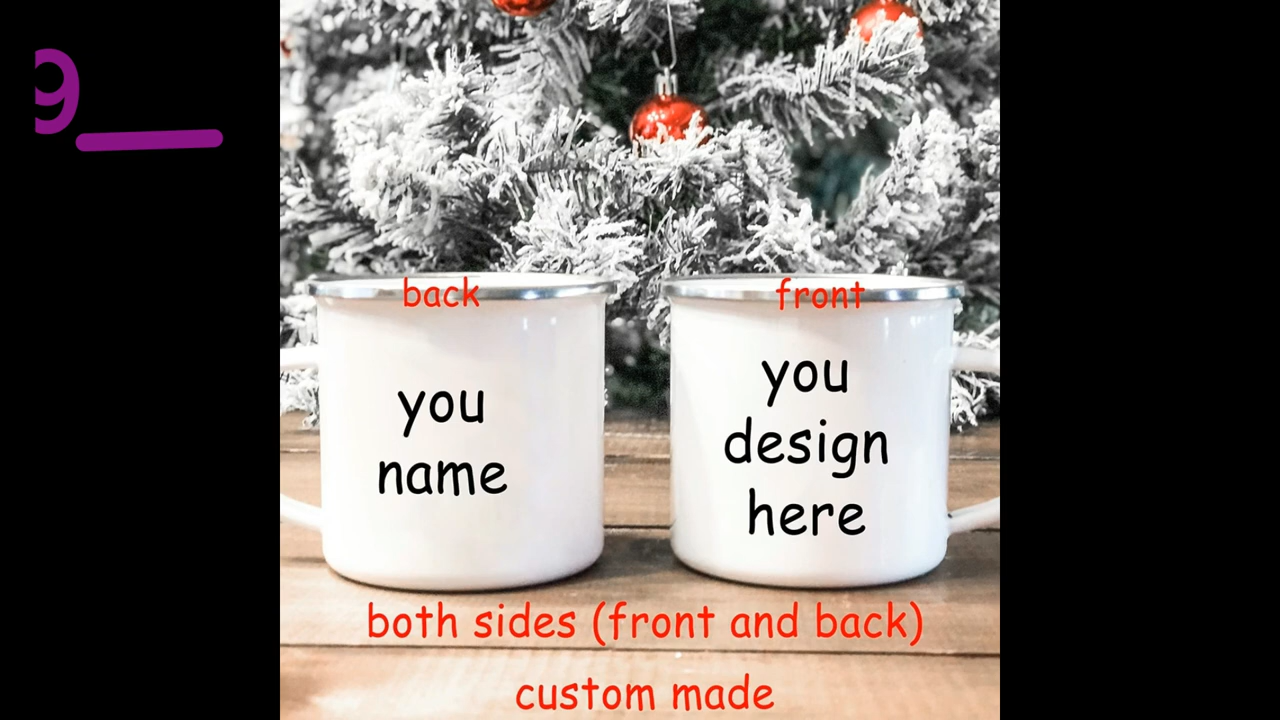 9
back
front
you
name
you
design
here
both sides (front and back)
custom made